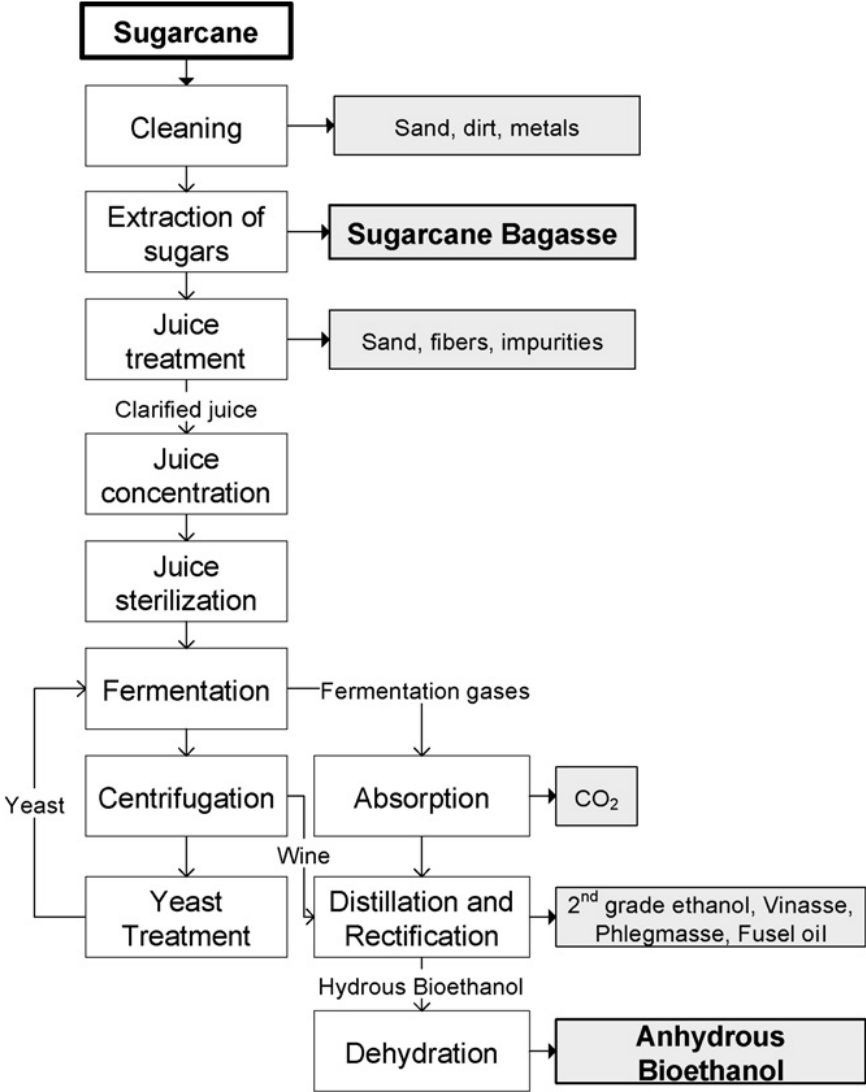 Sugarcane
Cleaning
Sand, dirt, metals
Extraction of
sugars
Sugarcane Bagasse
Juice
treatment
Sand, fibers, impurities
Clarified juice
Juice
concentration
Juice
sterilization
Fermentation
Fermentation gases
Yeast
Centrifugation
Absorption
CO₂
Wine
Yeast
Treatment
Distillation and
Rectification
2ⁿᵈ grade ethanol, Vinasse,
Phlegmasse, Fusel oil
Hydrous Bioethanol
Dehydration
Anhydrous
Bioethanol